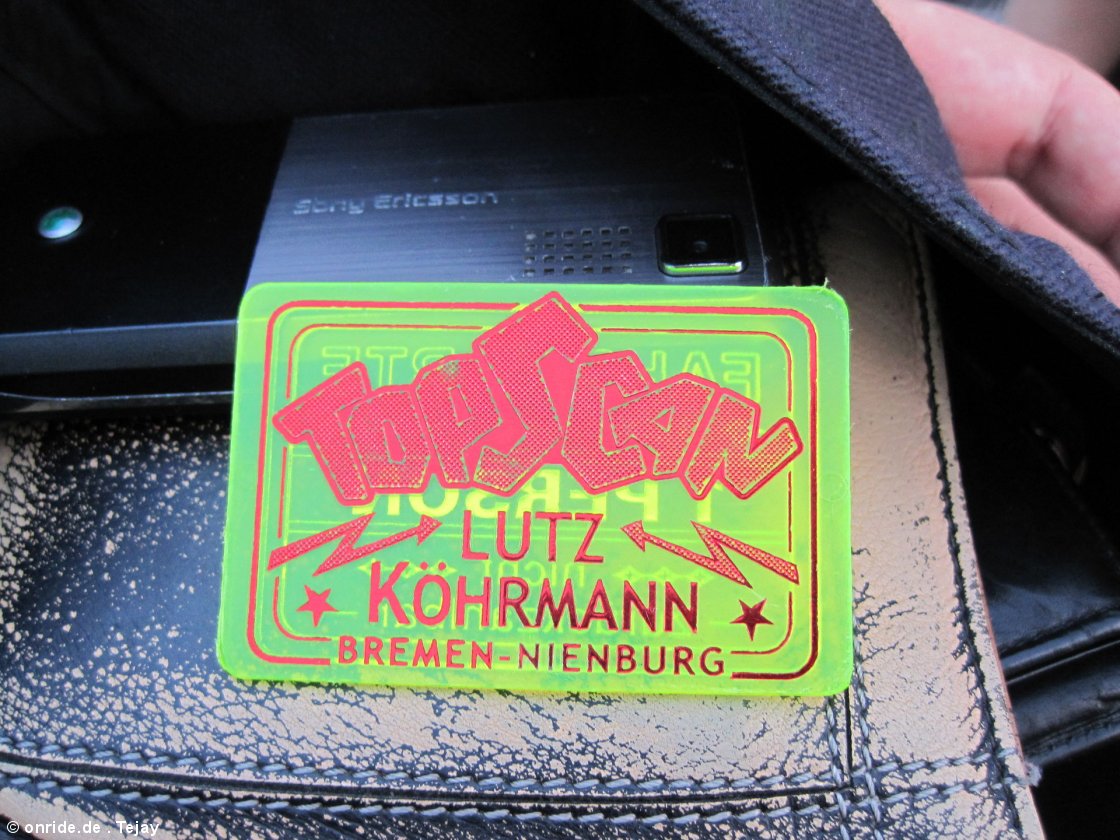 Sony Ericsson
TOPSCAN
LUTZ
KÖHRMANN
BREMEN-NIENBURG
© onride.de . Tejay